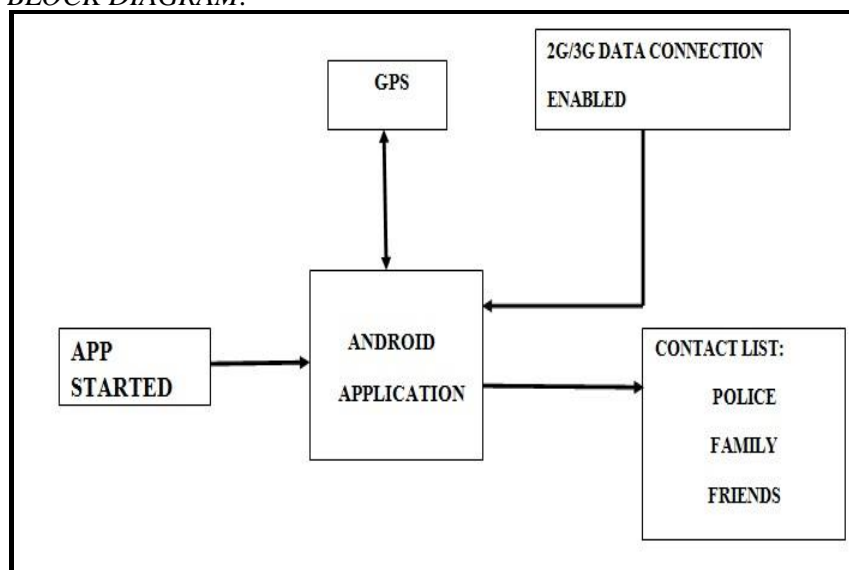 BLOCK DIAGRAM:
GPS
2G/3G DATA CONNECTION
ENABLED
APP
STARTED
ANDROID
APPLICATION
CONTACT LIST:
POLICE
FAMILY
FRIENDS